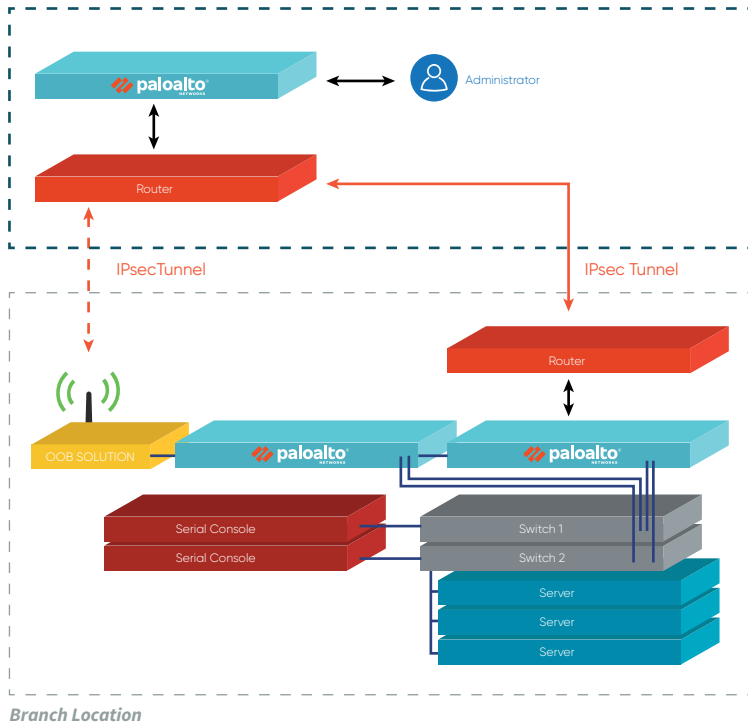 paloalto
NETWORKS
Administrator
Router
IPsecTunnel
IPsec Tunnel
Router
OOB SOLUTION
paloalto
NETWORKS
paloalto
NETWORKS
Serial Console
Switch 1
Serial Console
Switch 2
Server
Server
Server
Branch Location